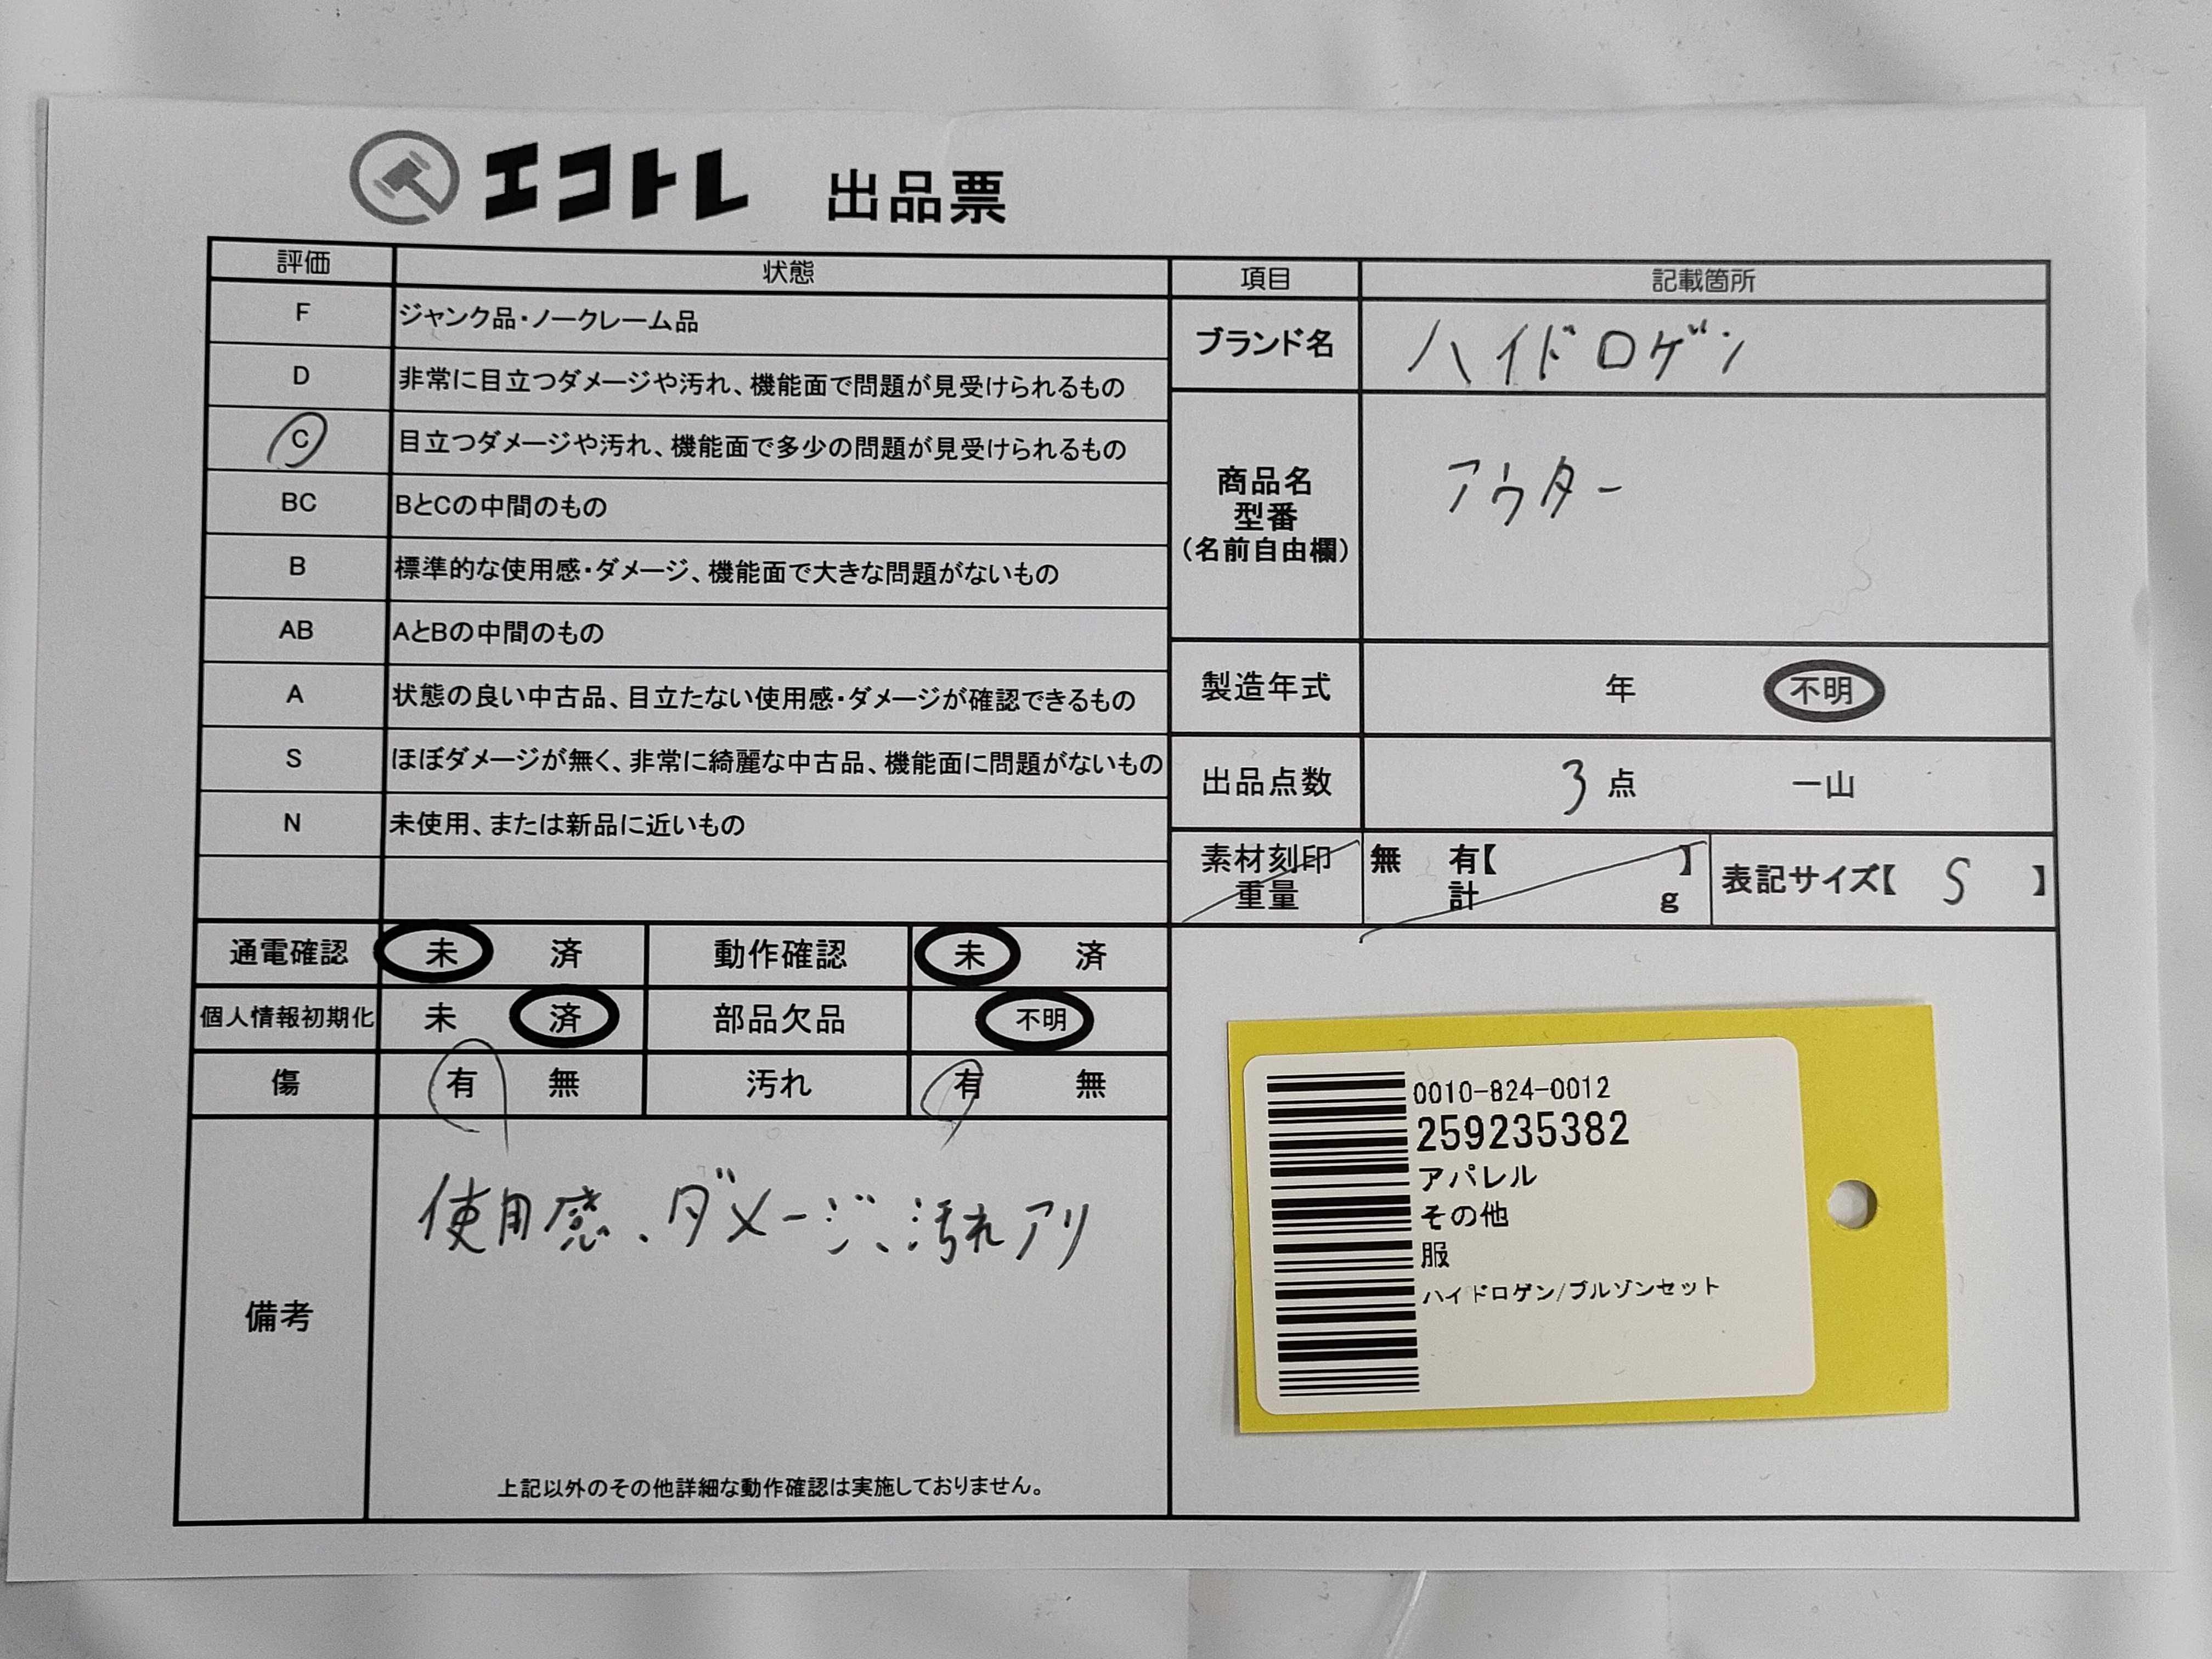 エコトレ 出品票
評価 状態
F ジャンク品・ノークレーム品
D 非常に目立つダメージや汚れ、機能面で問題が見受けられるもの
C 目立つダメージや汚れ、機能面で多少の問題が見受けられるもの
BC BとCの中間のもの
B 標準的な使用感・ダメージ、機能面で大きな問題がないもの
AB AとBの中間のもの
A 状態の良い中古品、目立たない使用感・ダメージが確認できるもの
S ほぼダメージが無く、非常に綺麗な中古品、機能面に問題がないもの
N 未使用、または新品に近いもの
通電確認 未 済 動作確認 未 済
個人情報初期化 未 済 部品欠品 不明
傷 有 無 汚れ 有 無
備考
使用感、ダメージ、汚れアリ
上記以外のその他詳細な動作確認は実施しておりません。
項目 記載箇所
ブランド名 ハイドロゲン
商品名
型番
(名前自由欄)
アウター
製造年式 年 不明
出品点数 3 点 一山
素材刻印 無 有【 】
重量 計 g
表記サイズ【 S 】
0010-824-0012
259235382
アパレル
その他
服
ハイドロゲン/ブルゾンセット